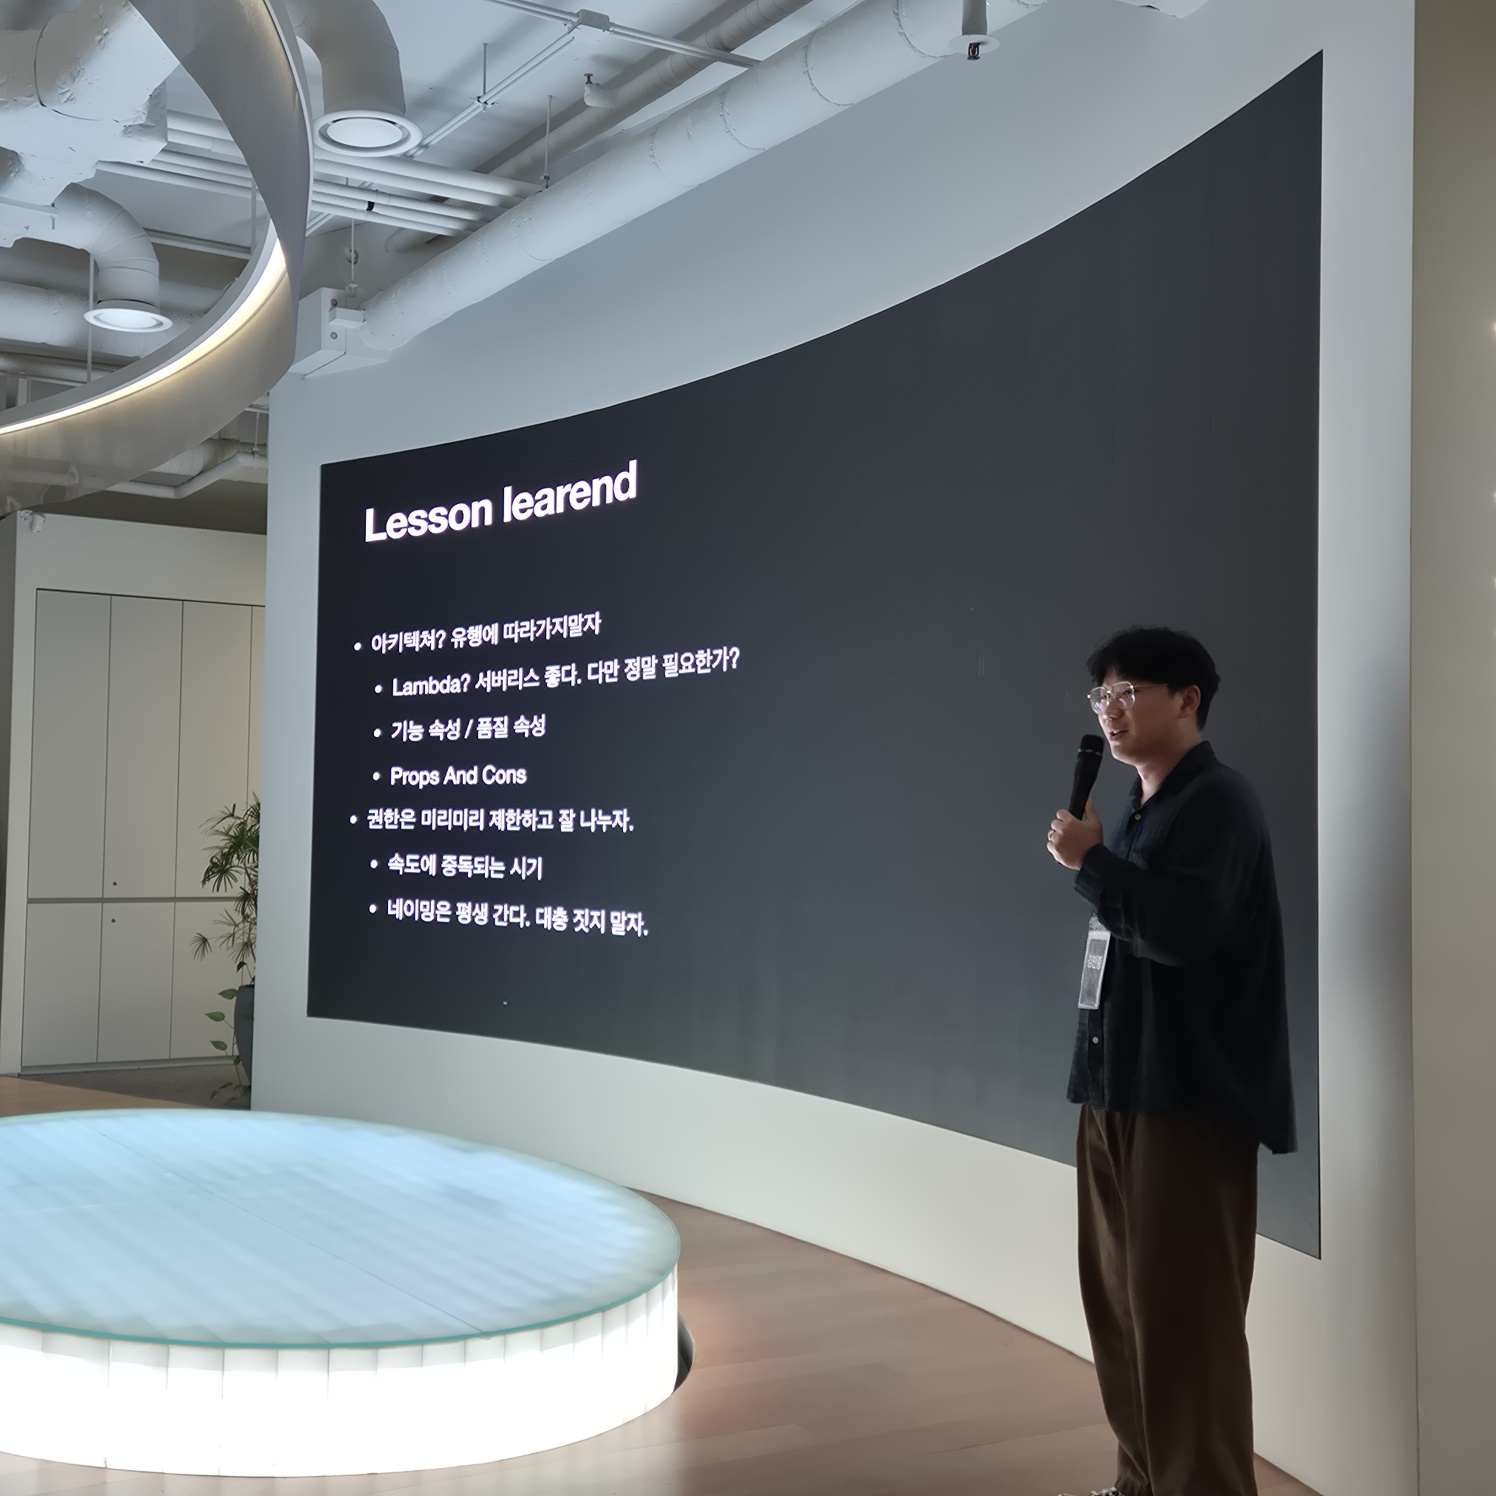 Lesson learend
• 아키텍쳐? 유행에 따라가지말자
• Lambda? 서버리스 좋다. 다만 정말 필요한가?
• 기능 속성 / 품질 속성
• Props And Cons
• 권한은 미리미리 제한하고 잘 나누자.
• 속도에 중독되는 시기
• 네이밍은 평생 간다. 대충 짓지 말자.